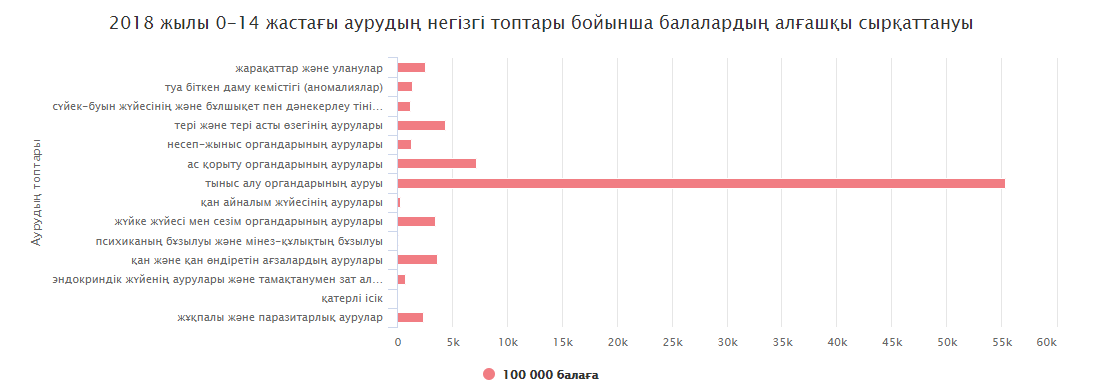 2018 жылы 0-14 жастағы аурудың негізгі топтары бойынша балалардың алғашқы сырқаттануы
Аурудың топтары
жарақаттар және уланулар
туа біткен даму кемістігі (аномалиялар)
сүйек-буын жүйесінің және бұлшықет пен дәнекерлеу тіні...
тері және тері асты өзегінің аурулары
несеп-жыныс органдарының аурулары
ас қорыту органдарының аурулары
тыныс алу органдарының ауруы
қан айналым жүйесінің аурулары
жүйке жүйесі мен сезім органдарының аурулары
психиканың бұзылуы және мінез-құлықтың бұзылуы
қан және қан өндіретін ағзалардың аурулары
эндокриндік жүйенің аурулары және тамақтанумен зат ал...
қатерлі ісік
жұқпалы және паразитарлық аурулар
0 5k 10k 15k 20k 25k 30k 35k 40k 45k 50k 55k 60k
100 000 балаға